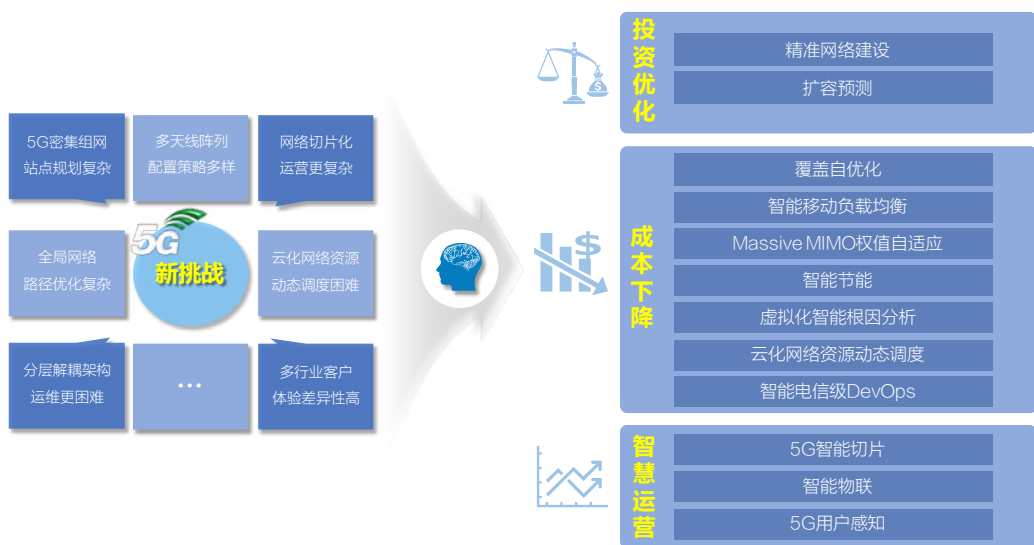 5G密集组网
站点规划复杂
多天线阵列
配置策略多样
网络切片化
运营更复杂
全局网络
路径优化复杂
5G
新挑战
云化网络资源
动态调度困难
分层解耦架构
运维更困难
...
多行业客户
体验差异性高
$
投资优化
精准网络建设
扩容预测
$
成本下降
覆盖自优化
智能移动负载均衡
Massive MIMO权值自适应
智能节能
虚拟化智能根因分析
云化网络资源动态调度
智能电信级DevOps
智慧运营
5G智能切片
智能物联
5G用户感知